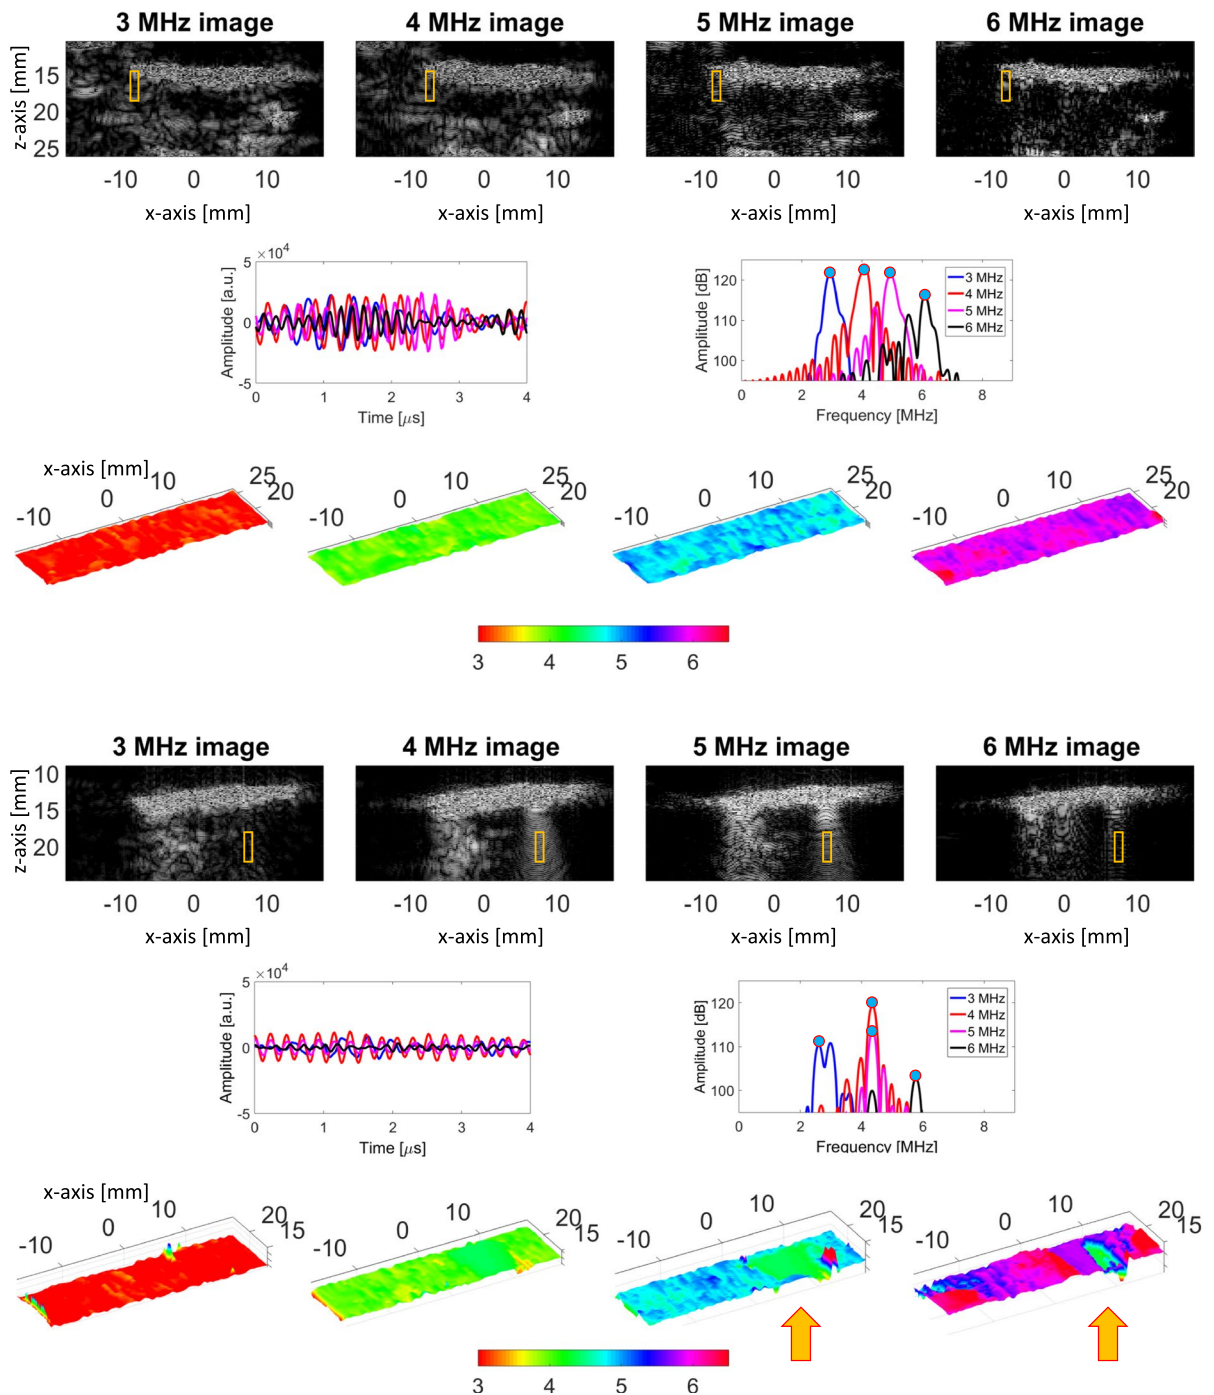 3 MHz image 4 MHz image 5 MHz image 6 MHz image
z-axis [mm]
15
20
25
-10 0 10 -10 0 10 -10 0 10 -10 0 10
x-axis [mm] x-axis [mm] x-axis [mm] x-axis [mm]
×10⁴
Amplitude [a.u.]
5
0
-5
0 1 2 3 4
Time [μs]
Amplitude [dB]
120
110
100
0 2 4 6 8
Frequency [MHz]
3 MHz
4 MHz
5 MHz
6 MHz
x-axis [mm]
-10 0 10 20 25
-10 0 10 20 25
-10 0 10 20 25
-10 0 10 20 25
3 4 5 6
3 MHz image 4 MHz image 5 MHz image 6 MHz image
z-axis [mm]
10
15
20
-10 0 10 -10 0 10 -10 0 10 -10 0 10
x-axis [mm] x-axis [mm] x-axis [mm] x-axis [mm]
×10⁴
Amplitude [a.u.]
5
0
-5
0 1 2 3 4
Time [μs]
Amplitude [dB]
120
110
100
0 2 4 6 8
Frequency [MHz]
3 MHz
4 MHz
5 MHz
6 MHz
x-axis [mm]
-10 0 10 20 15
-10 0 10 20 15
-10 0 10 20 15
-10 0 10 20 15
3 4 5 6